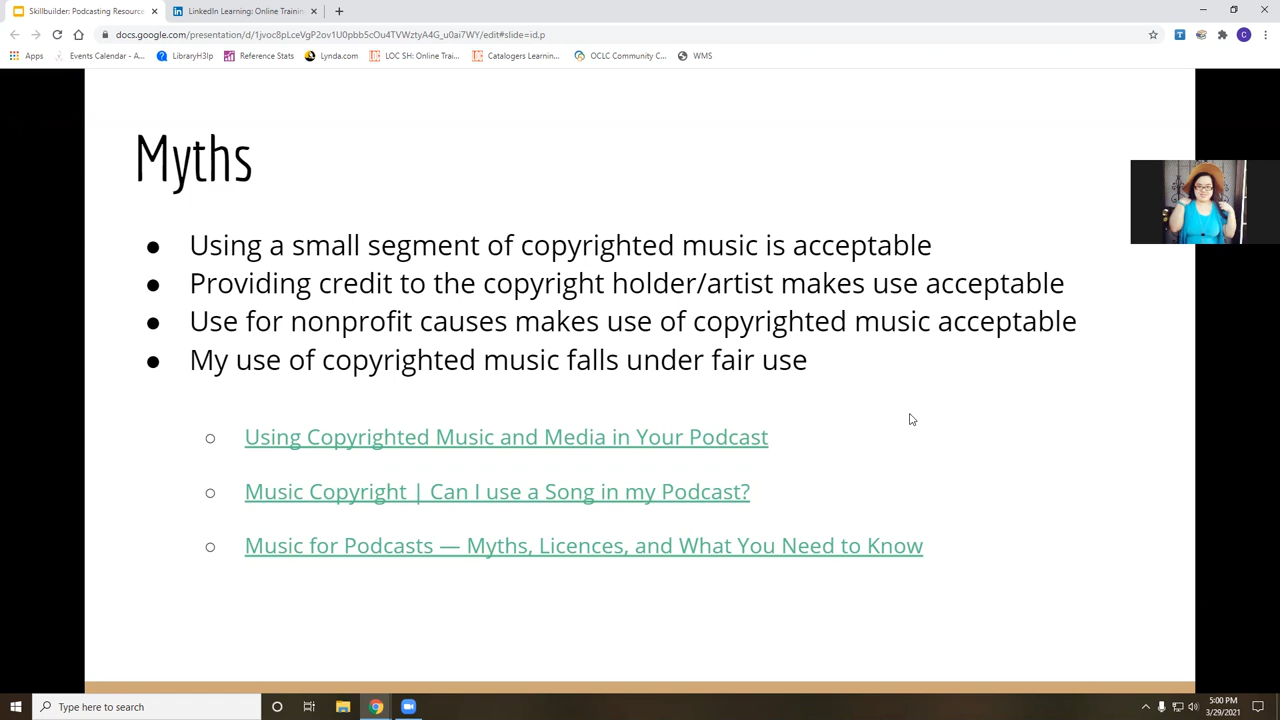 Skillbuilder: Podcasting Resource
LinkedIn Learning: Online Trainin
docs.google.com/presentation/d/1jvoc8pLceVgP2ov1U0pbb5cOu4TVWztyA4G_u0ai7WY/edit#slide=id.p
C
Apps
Events Calendar - A...
LibraryH3lp
Reference Stats
Lynda.com
LOC SH: Online Trai...
Catalogers Learnin...
OCLC Community C...
WMS
Myths
● Using a small segment of copyrighted music is acceptable
● Providing credit to the copyright holder/artist makes use acceptable
● Use for nonprofit causes makes use of copyrighted music acceptable
● My use of copyrighted music falls under fair use
○ Using Copyrighted Music and Media in Your Podcast
○ Music Copyright | Can I use a Song in my Podcast?
○ Music for Podcasts — Myths, Licences, and What You Need to Know
Type here to search
5:00 PM
3/29/2021